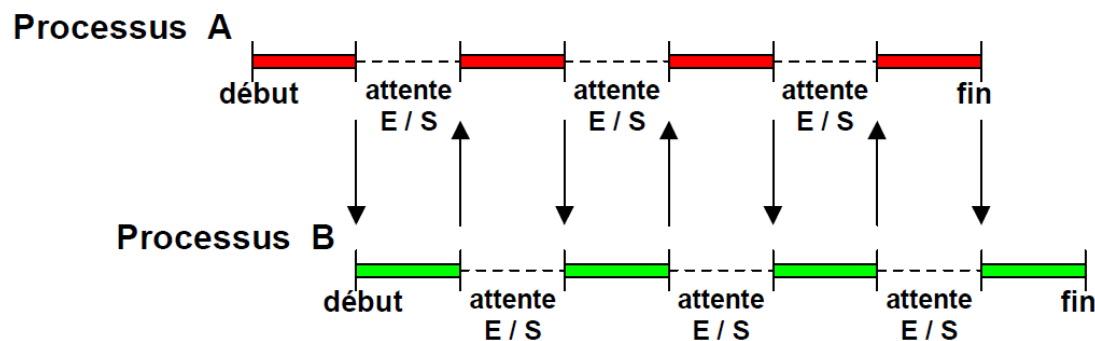 Processus A
début
attente
E / S
attente
E / S
attente
E / S
fin
Processus B
début
attente
E / S
attente
E / S
attente
E / S
fin